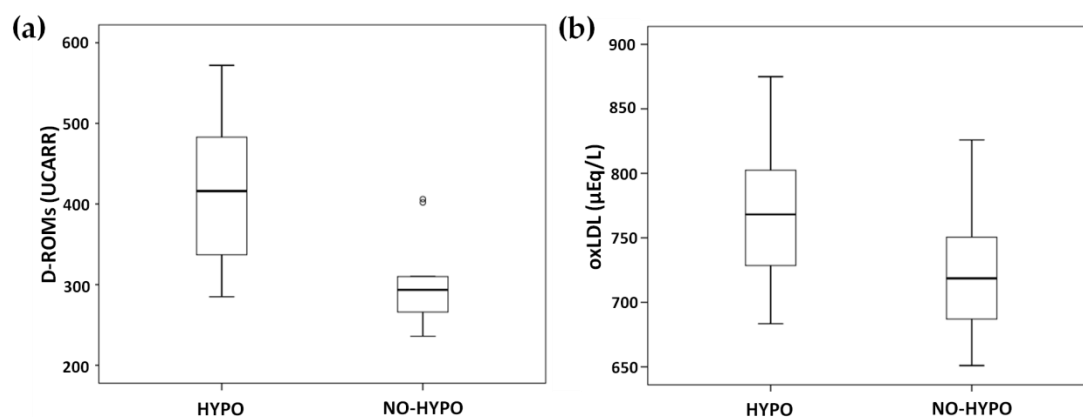 (a)
D-ROMs (UCARR)
600
500
400
300
200
HYPO
NO-HYPO
(b)
oxLDL (µEq/L)
900
850
800
750
700
650
HYPO
NO-HYPO